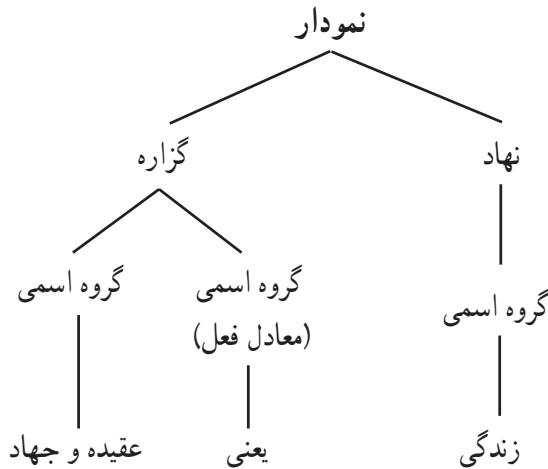 نمودار
نهاد
گزاره
گروه اسمی
گروه اسمی
(معادل فعل)
گروه اسمی
زندگی
یعنی
عقیده و جهاد